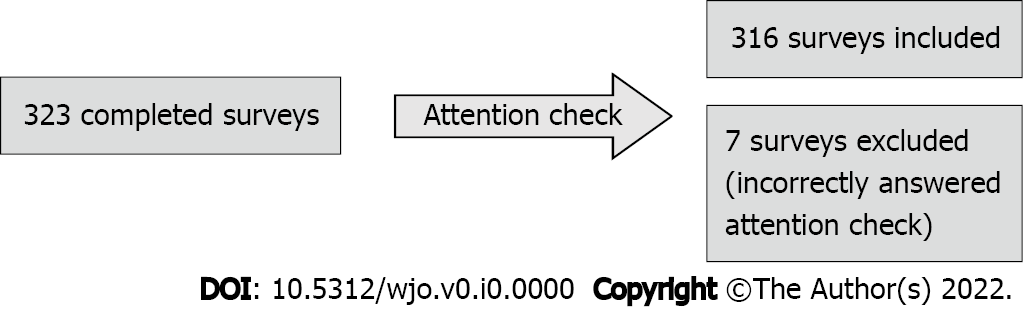 323 completed surveys
Attention check
316 surveys included
7 surveys excluded
(incorrectly answered
attention check)
DOI: 10.5312/wjo.v0.i0.0000 Copyright ©The Author(s) 2022.